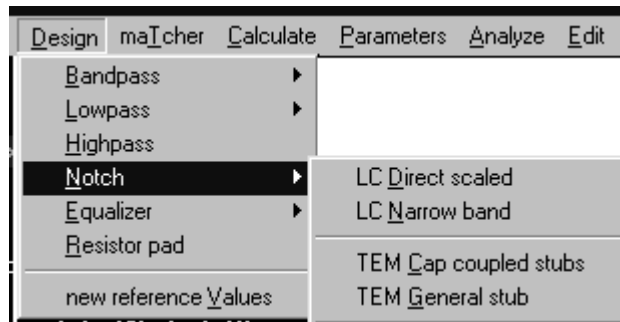 Design maTcher Calculate Parameters Analyze Edit
Bandpass
Lowpass
Highpass
Notch
Equalizer
Resistor pad
new reference Values
LC Direct scaled
LC Narrow band
TEM Cap coupled stubs
TEM General stub